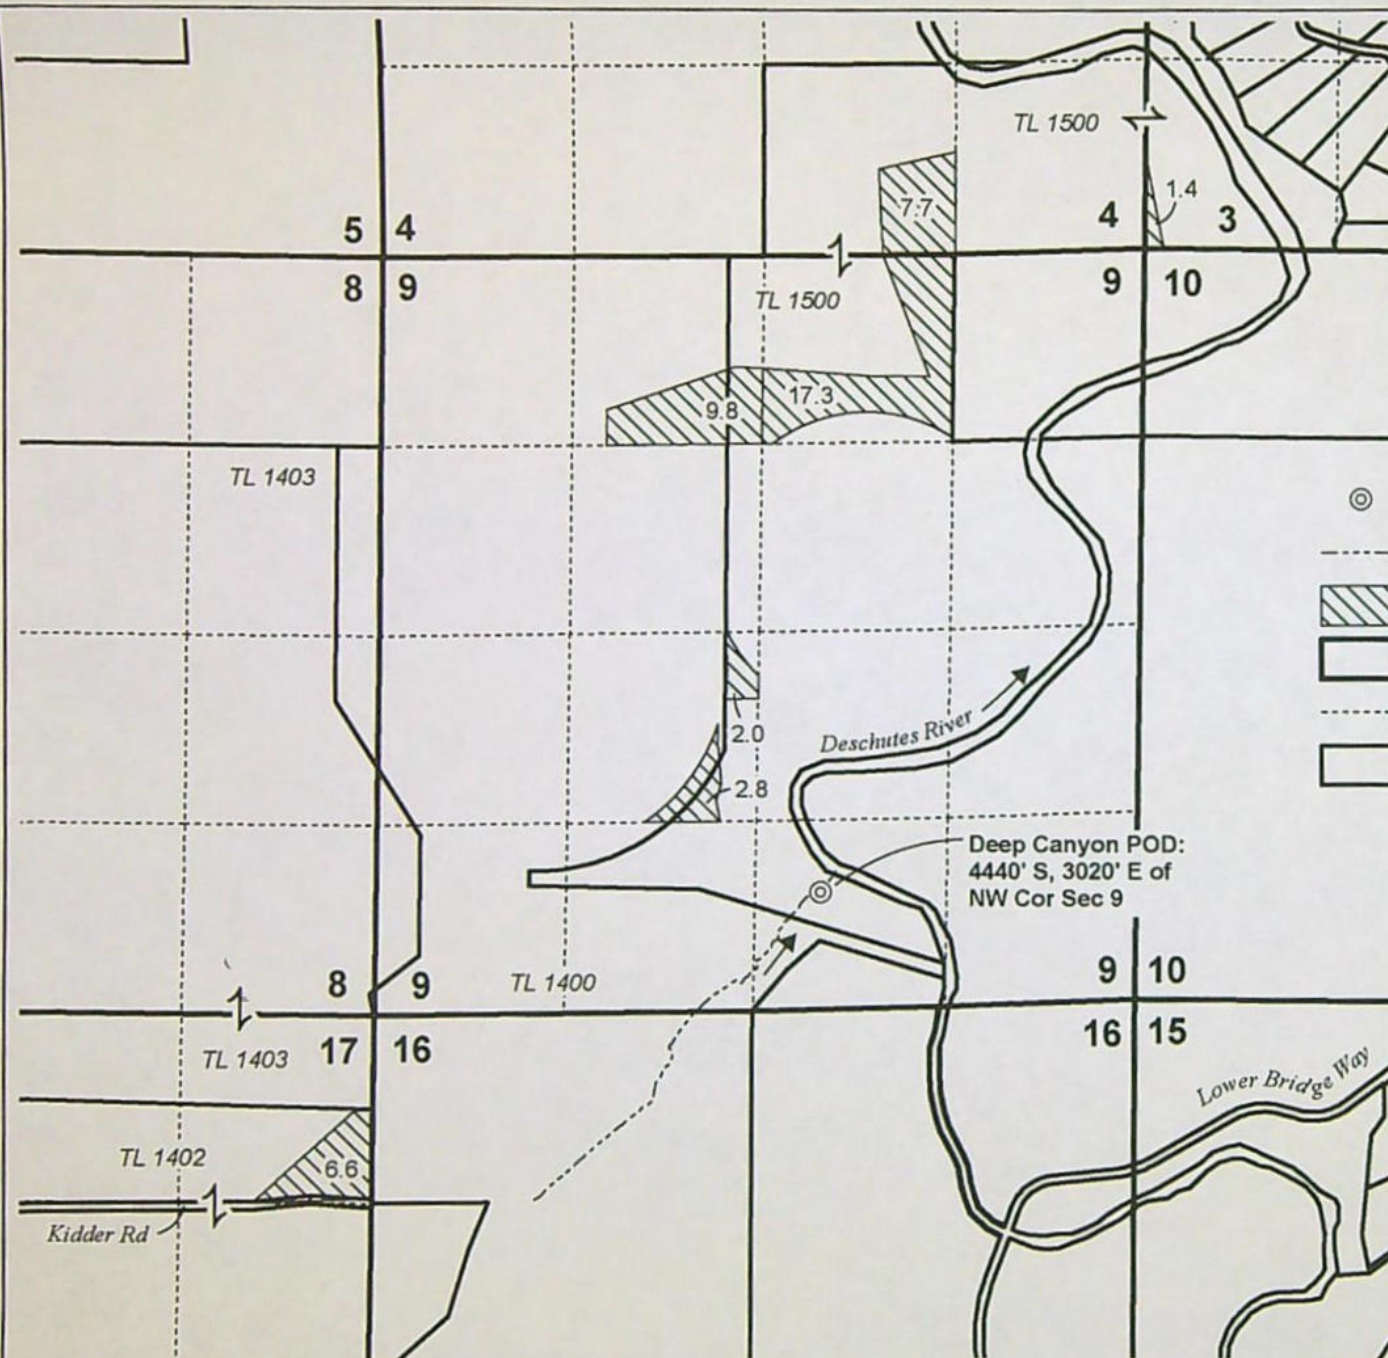 TL 1500
1.4
7.7
5 4
4 3
8 9
9 10
TL 1500
17.3
9.8
TL 1403
2.0
Deschutes River
2.8
Deep Canyon POD:
4440' S, 3020' E of
NW Cor Sec 9
8 9
TL 1400
9 10
17 16
16 15
TL 1403
Lower Bridge Way
TL 1402
6.6
Kidder Rd